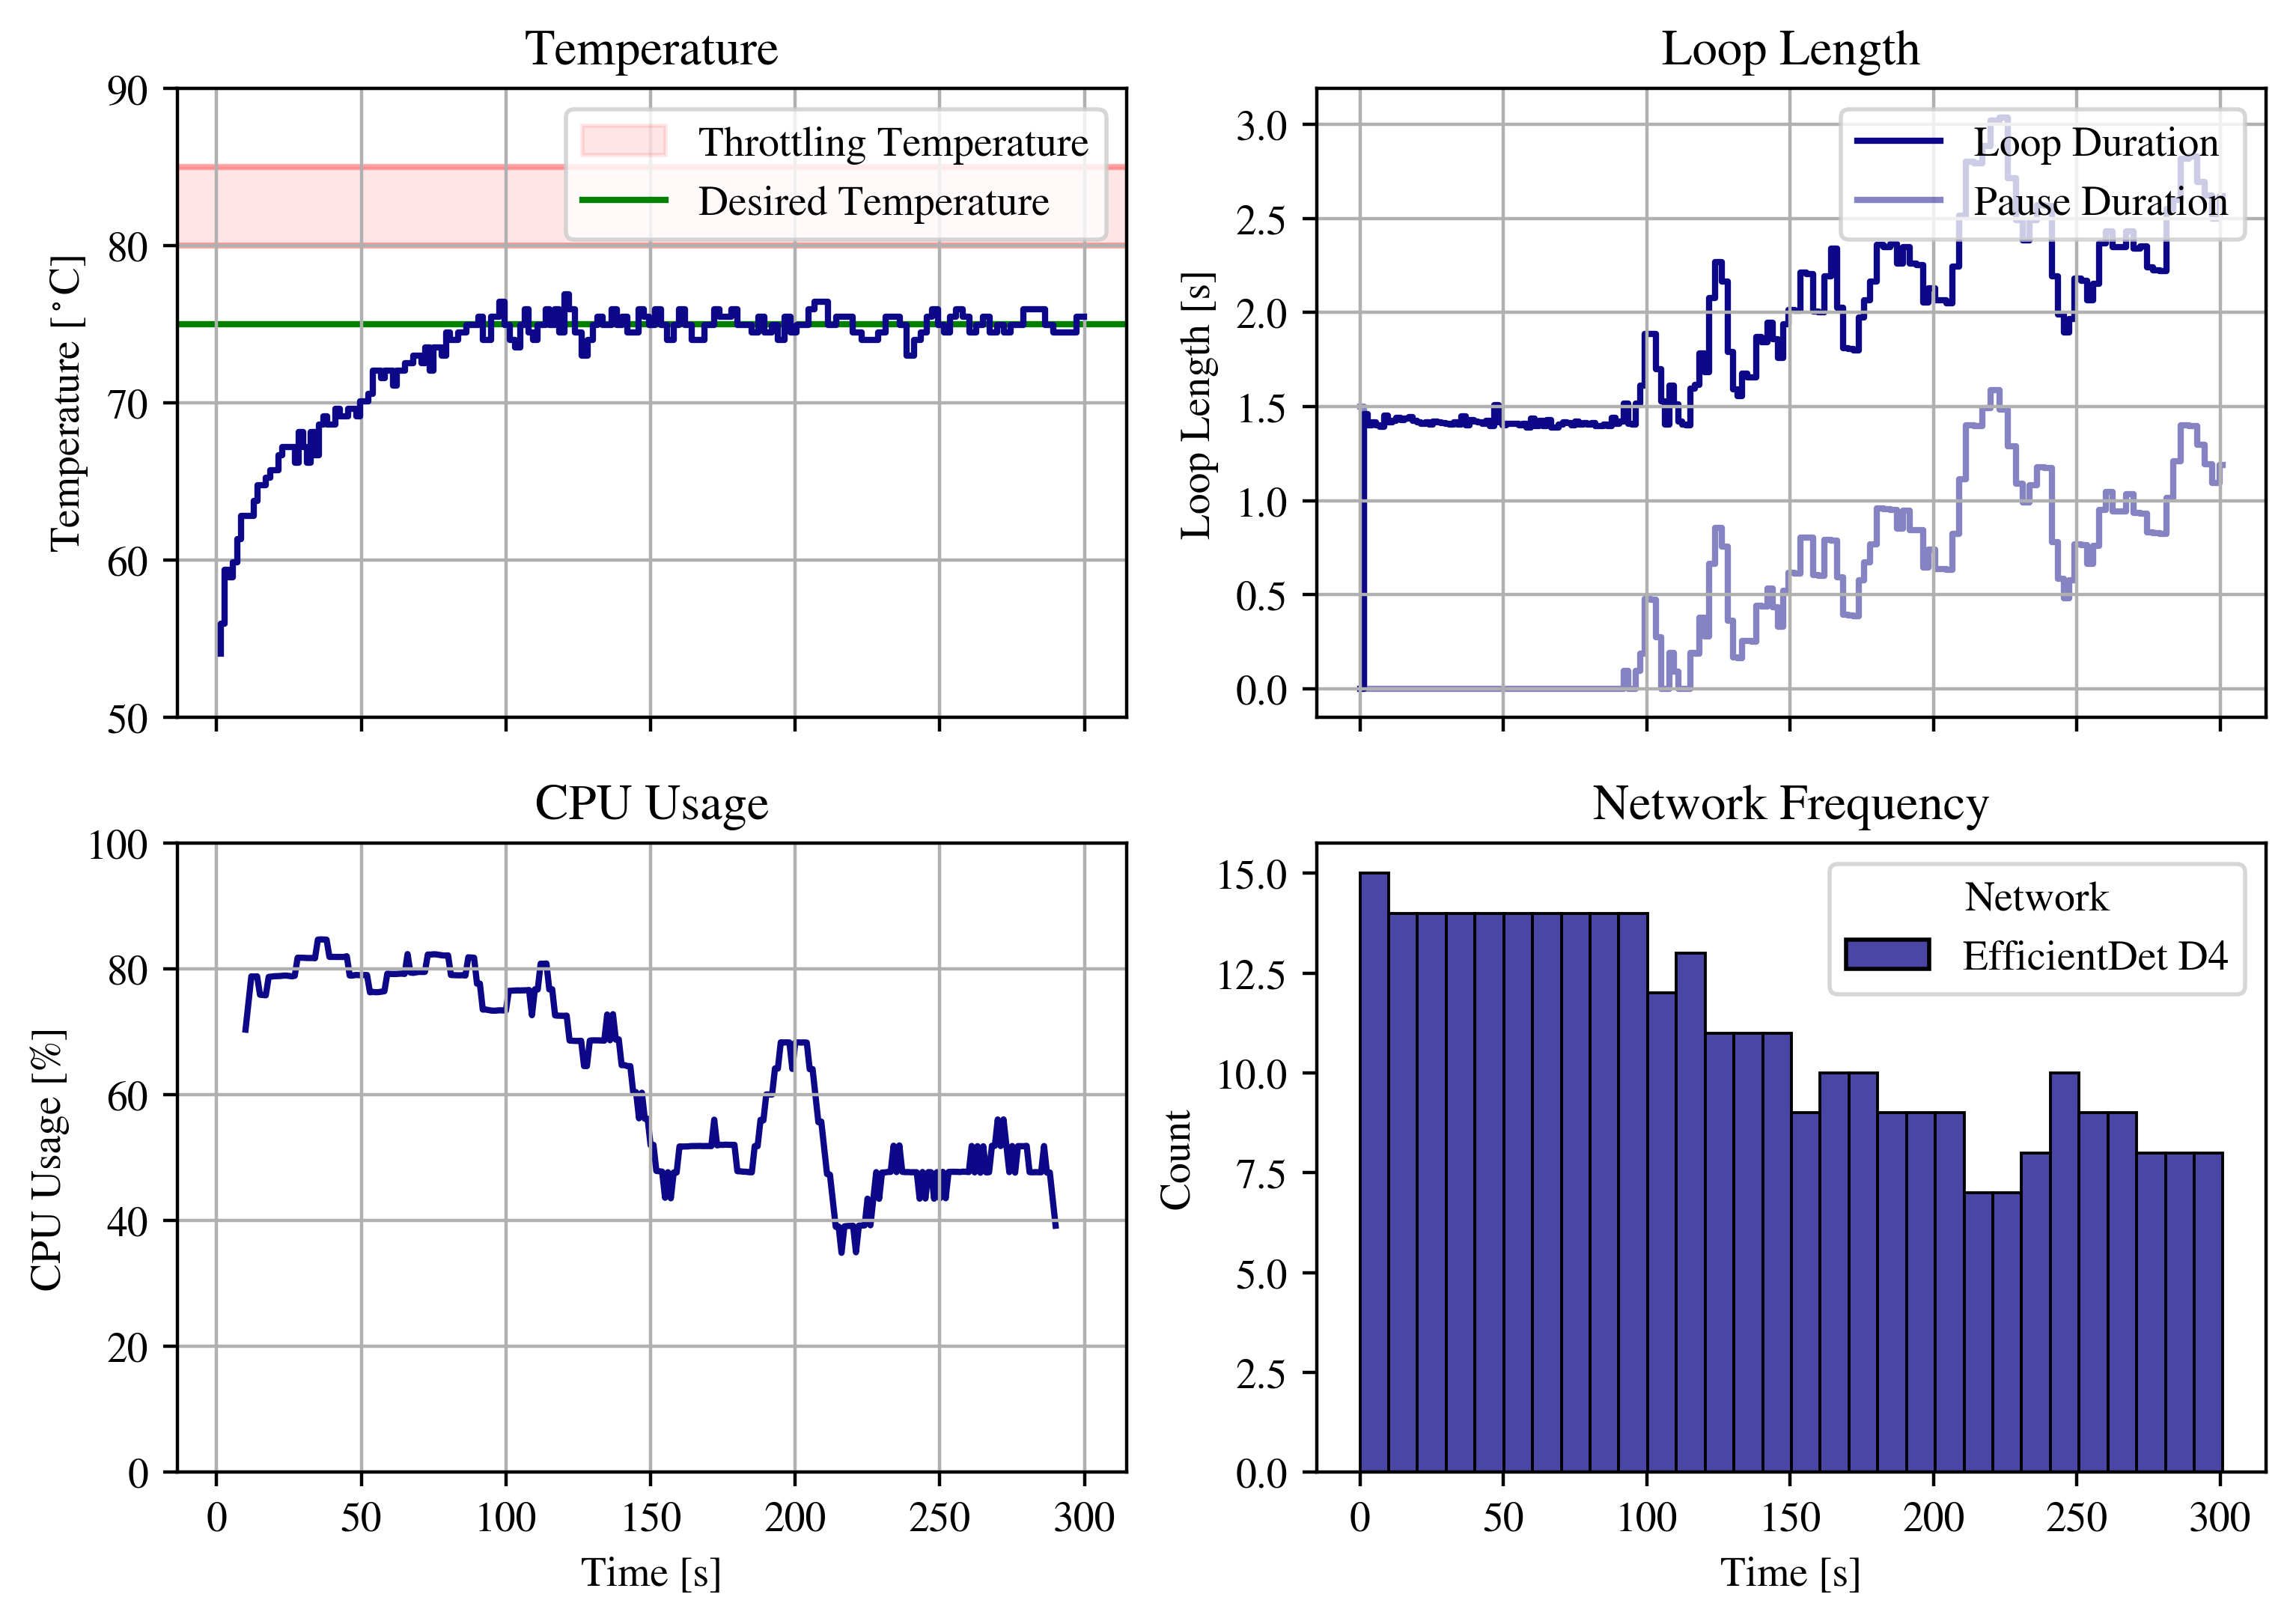 Temperature
Temperature [°C]
90
80
70
60
50
Throttling Temperature
Desired Temperature
Loop Length
Loop Length [s]
3.0
2.5
2.0
1.5
1.0
0.5
0.0
Loop Duration
Pause Duration
CPU Usage
CPU Usage [%]
100
80
60
40
20
0
0 50 100 150 200 250 300
Time [s]
Network Frequency
Count
15.0
12.5
10.0
7.5
5.0
2.5
0.0
Network
EfficientDet D4
0 50 100 150 200 250 300
Time [s]